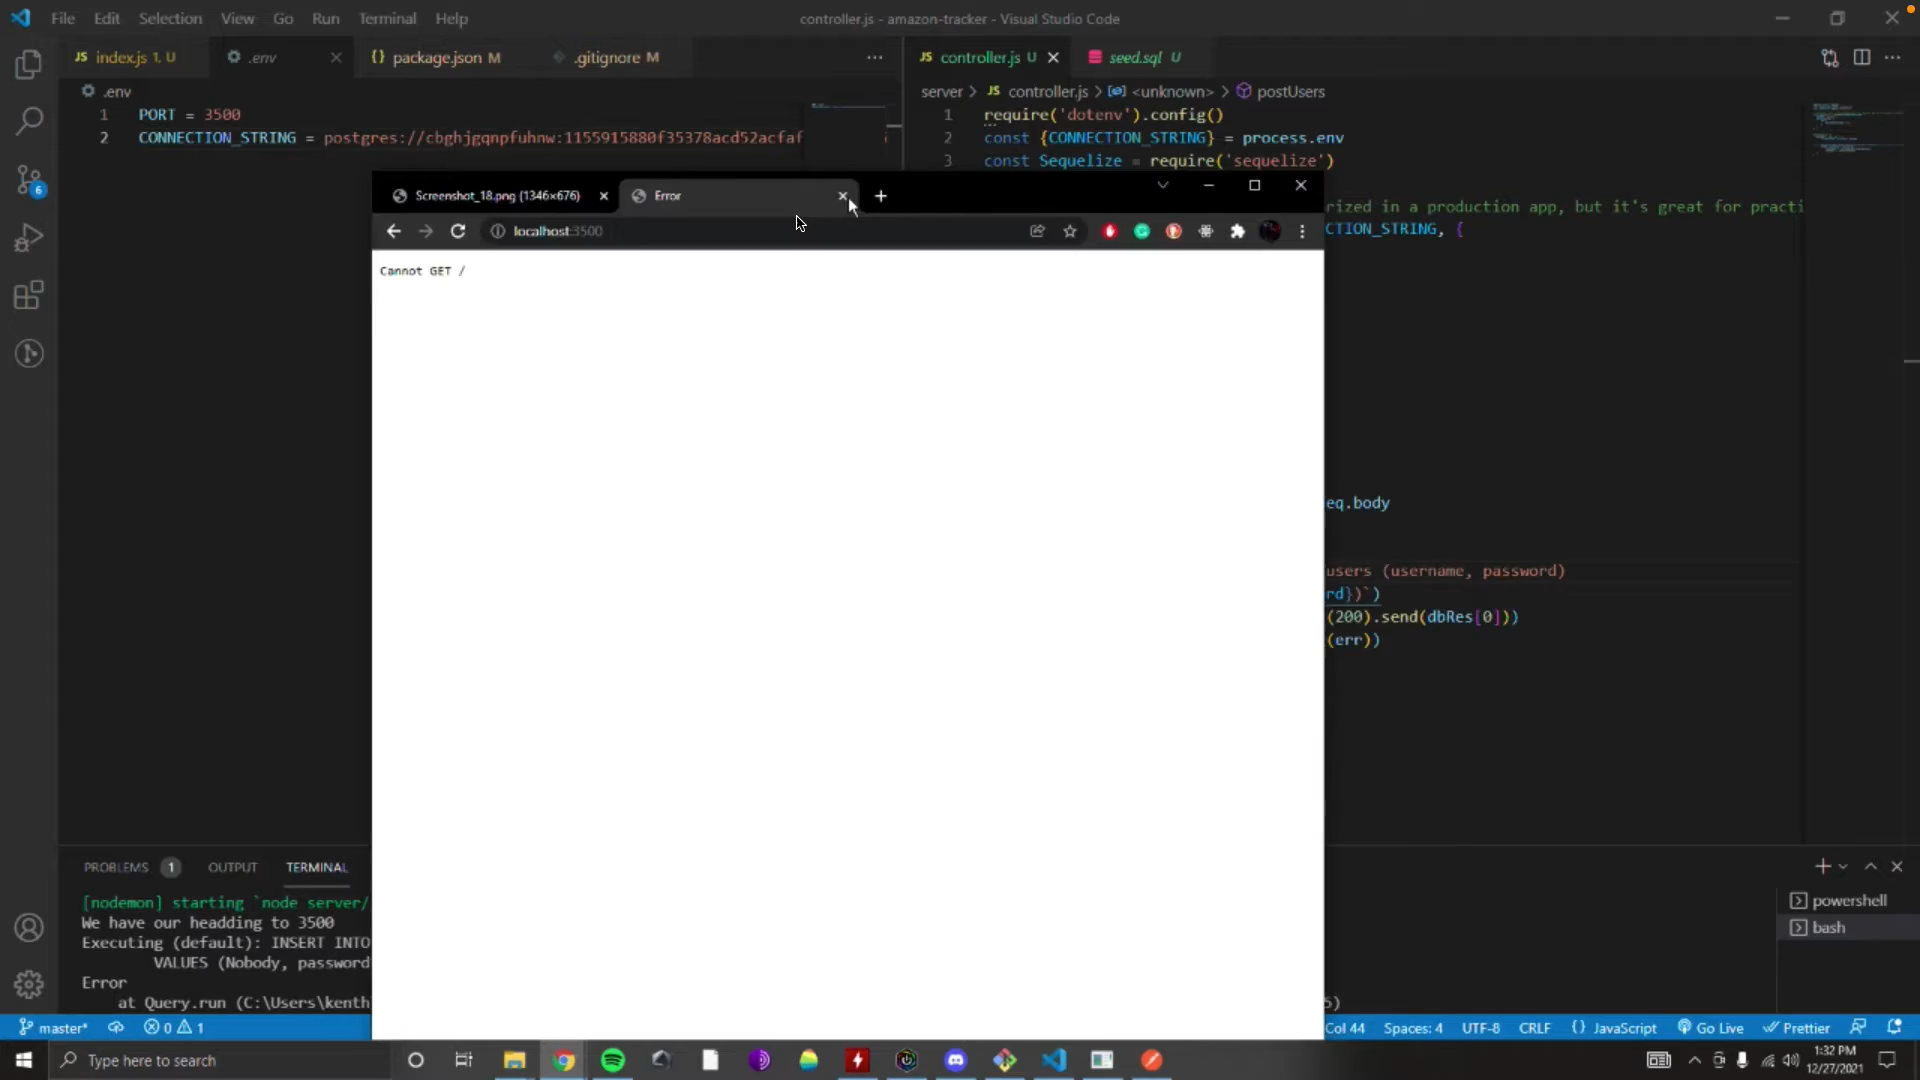 File Edit Selection View Go Run Terminal Help
controller.js - amazon-tracker - Visual Studio Code
JS index.js 1, U
.env
{} package.json M
.gitignore M
JS controller.js U
seed.sql U
.env
server > JS controller.js > <unknown> > postUsers
1 PORT = 3500
2 CONNECTION_STRING = postgres://cbghjgqnpfuhnw:1155915880f35378acd52acfaf
1 require('dotenv').config()
2 const {CONNECTION_STRING} = process.env
3 const Sequelize = require('sequelize')
rized in a production app, but it's great for practi
CTION_STRING, {
Screenshot_18.png (1346×676)
Error
localhost:3500
Cannot GET /
eq.body
users (username, password)
rd})`)
(200).send(dbRes[0]))
(err))
PROBLEMS 1 OUTPUT TERMINAL
[nodemon] starting `node server/
We have our headding to 3500
Executing (default): INSERT INTO
VALUES (Nobody, password
Error
at Query.run (C:\Users\kenth
5)
powershell
bash
master* 0 1
Col 44 Spaces: 4 UTF-8 CRLF {} JavaScript Go Live Prettier
Type here to search
1:32 PM
12/27/2021
6